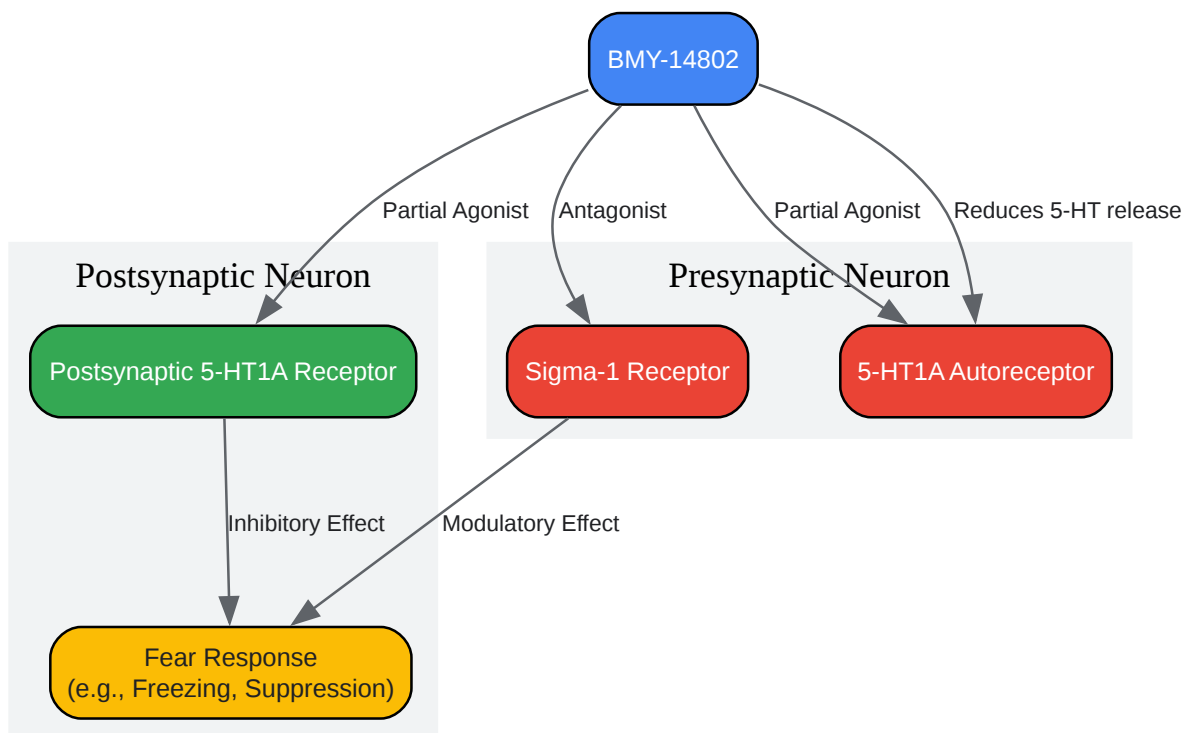 BMY-14802
Partial Agonist
Antagonist
Partial Agonist
Reduces 5-HT release
Postsynaptic Neuron
Presynaptic Neuron
Postsynaptic 5-HT1A Receptor
Sigma-1 Receptor
5-HT1A Autoreceptor
Inhibitory Effect
Modulatory Effect
Fear Response
(e.g., Freezing, Suppression)